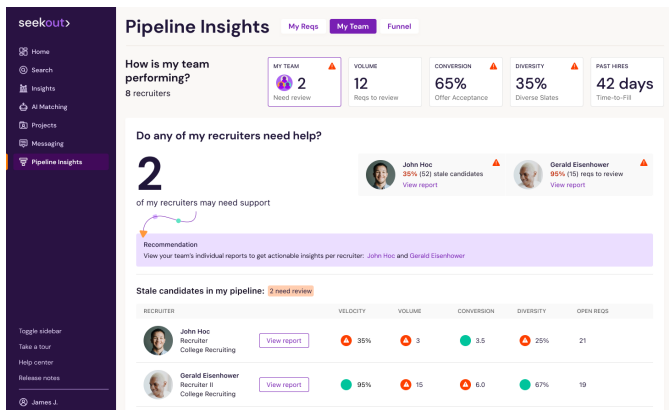 seekout>
Home
Search
Insights
AI Matching
Projects
Messaging
Pipeline Insights
Toggle sidebar
Take a tour
Help center
Release notes
James J.
Pipeline Insights
My Reqs
My Team
Funnel
How is my team
performing?
8 recruiters
MY TEAM
2
Need review
VOLUME
12
Reqs to review
CONVERSION
65%
Offer Acceptance
DIVERSITY
35%
Diverse Slates
PAST HIRES
42 days
Time-to-Fill
Do any of my recruiters need help?
2
of my recruiters may need support
John Hoc
35% (52) stale candidates
View report
Gerald Eisenhower
95% (15) reqs to review
View report
Recommendation
View your team's individual reports to get actionable insights per recruiter: John Hoc and Gerald Eisenhower
Stale candidates in my pipeline: 2 need review
RECRUITER VELOCITY VOLUME CONVERSION DIVERSITY OPEN REQS
John Hoc
Recruiter
College Recruiting
View report
35% 3 3.5 25% 21
Gerald Eisenhower
Recruiter II
College Recruiting
View report
95% 15 6.0 67% 19